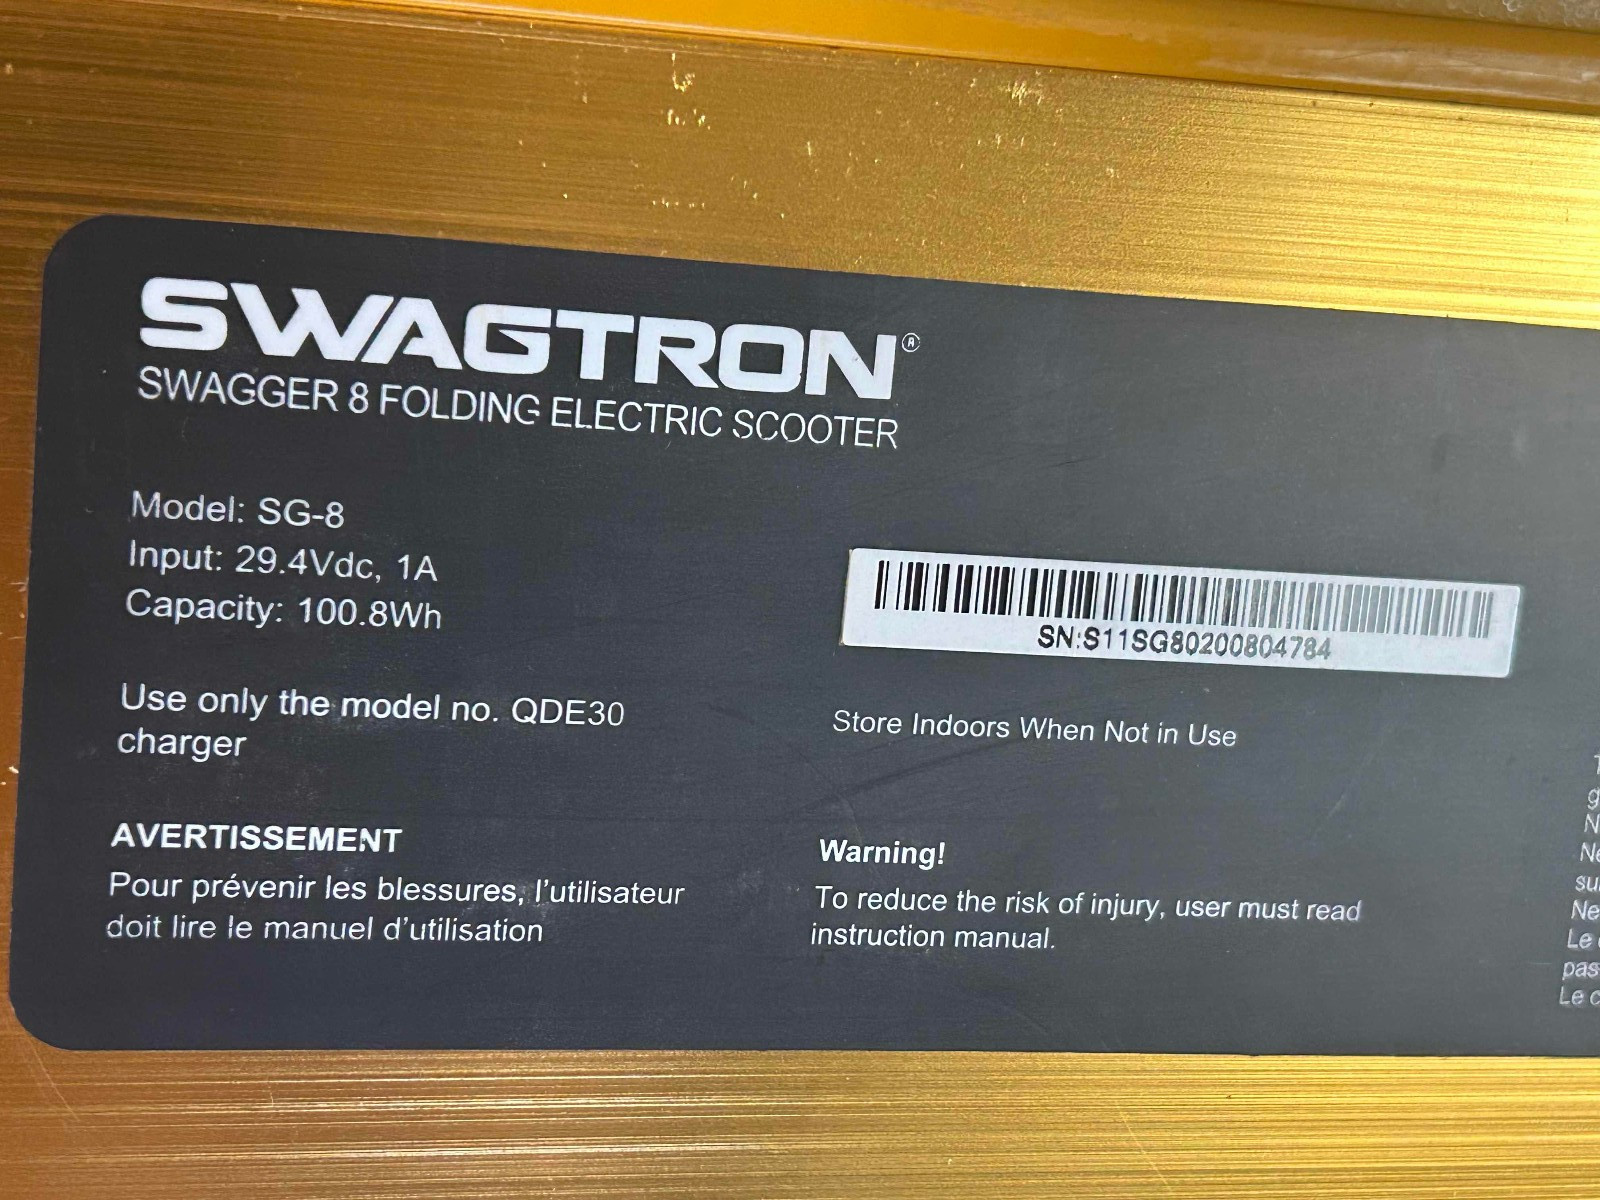 SWAGTRON®
SWAGGER 8 FOLDING ELECTRIC SCOOTER
Model: SG-8
Input: 29.4Vdc, 1A
Capacity: 100.8Wh
SN:S11SG80200804784
Use only the model no. QDE30
charger
Store Indoors When Not in Use
AVERTISSEMENT
Pour prévenir les blessures, l'utilisateur
doit lire le manuel d'utilisation
Warning!
To reduce the risk of injury, user must read
instruction manual.
Le